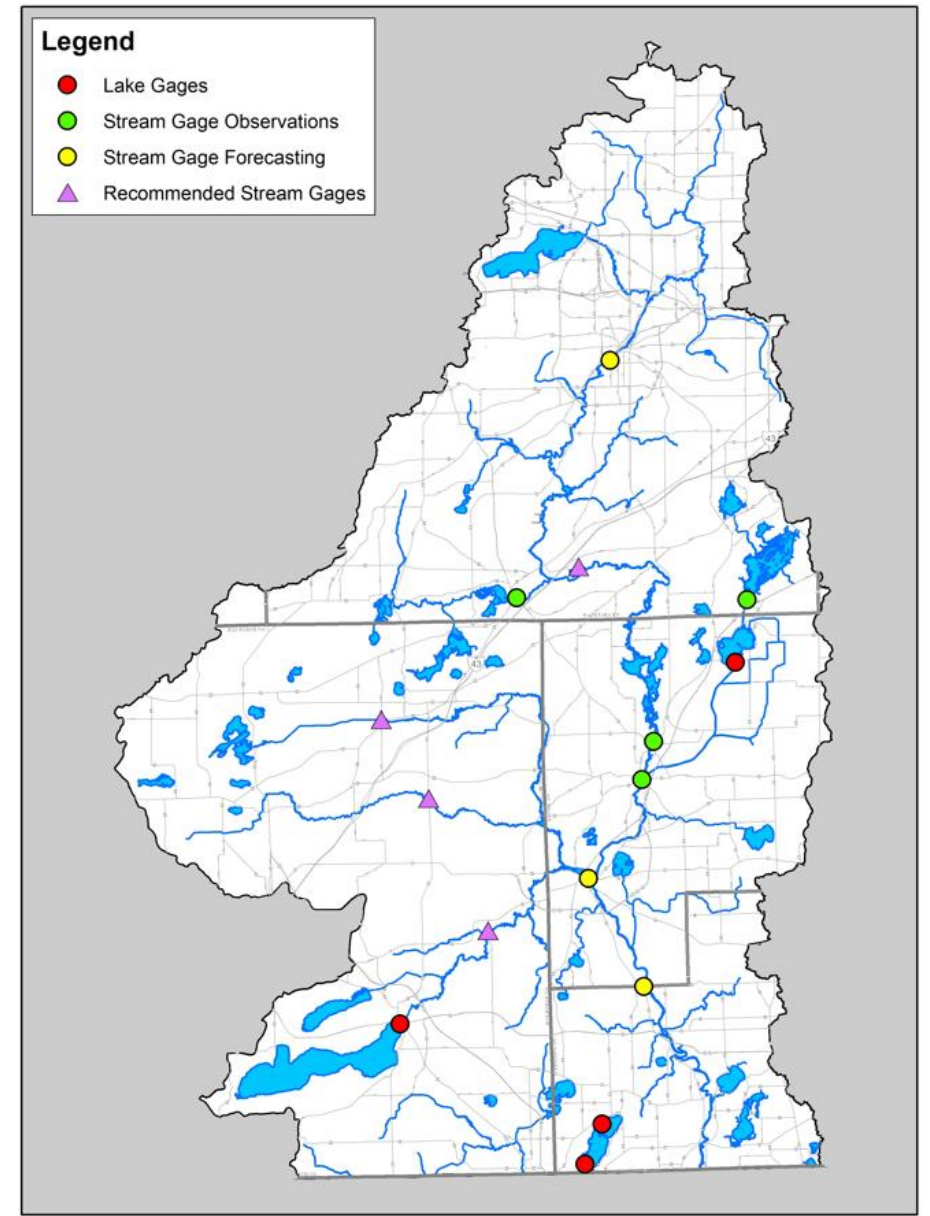 Legend
Lake Gages
Stream Gage Observations
Stream Gage Forecasting
Recommended Stream Gages
43
43